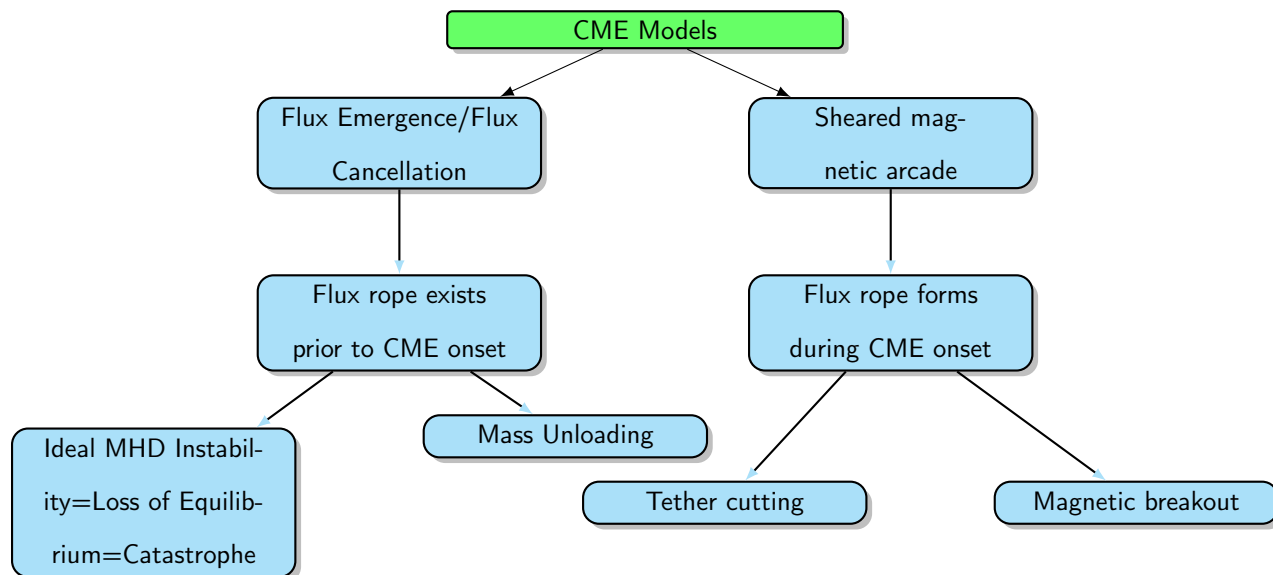 CME Models
Flux Emergence/Flux
Cancellation
Sheared mag-
netic arcade
Flux rope exists
prior to CME onset
Flux rope forms
during CME onset
Ideal MHD Instabil-
ity=Loss of Equilib-
rium=Catastrophe
Mass Unloading
Tether cutting
Magnetic breakout